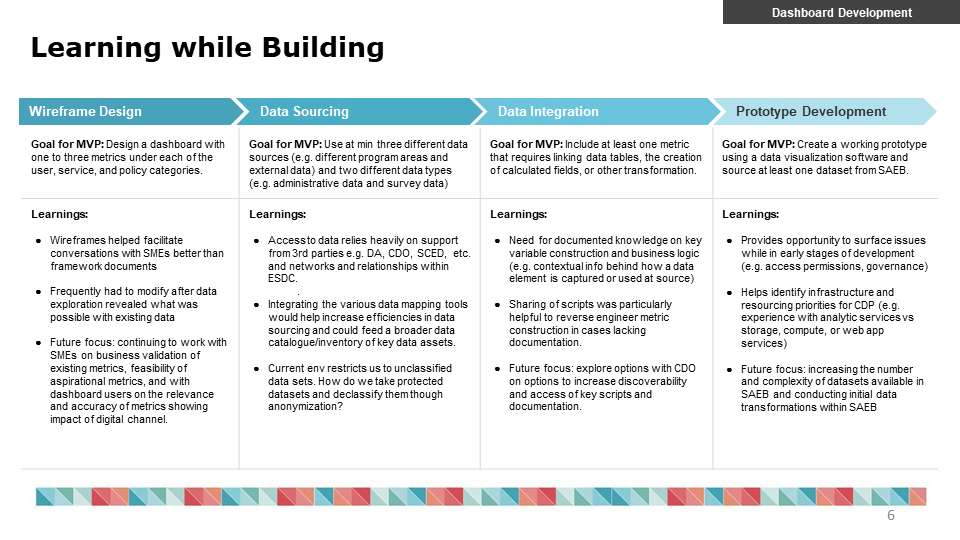 Dashboard Development
Learning while Building
Wireframe Design
Data Sourcing
Data Integration
Prototype Development
Goal for MVP: Design a dashboard with
one to three metrics under each of the
user, service, and policy categories.
Goal for MVP: Use at min three different data
sources (e.g. different program areas and
external data) and two different data types
(e.g. administrative data and survey data)
Goal for MVP: Include at least one metric
that requires linking data tables, the creation
of calculated fields, or other transformation.
Goal for MVP: Create a working prototype
using a data visualization software and
source at least one dataset from SAEB.
Learnings:
● Wireframes helped facilitate
conversations with SMEs better than
framework documents
● Frequently had to modify after data
exploration revealed what was
possible with existing data
● Future focus: continuing to work with
SMEs on business validation of
existing metrics, feasibility of
aspirational metrics, and with
dashboard users on the relevance
and accuracy of metrics showing
impact of digital channel.
Learnings:
● Access to data relies heavily on support
from 3rd parties e.g. DA, CDO, SCED, etc.
and networks and relationships within
ESDC.
.
● Integrating the various data mapping tools
would help increase efficiencies in data
sourcing and could feed a broader data
catalogue/inventory of key data assets.
● Current env restricts us to unclassified
data sets. How do we take protected
datasets and declassify them though
anonymization?
Learnings:
● Need for documented knowledge on key
variable construction and business logic
(e.g. contextual info behind how a data
element is captured or used at source)
● Sharing of scripts was particularly
helpful to reverse engineer metric
construction in cases lacking
documentation.
● Future focus: explore options with CDO
on options to increase discoverability
and access of key scripts and
documentation.
Learnings:
● Provides opportunity to surface issues
while in early stages of development
(e.g. access permissions, governance)
● Helps identify infrastructure and
resourcing priorities for CDP (e.g.
experience with analytic services vs
storage, compute, or web app
services)
● Future focus: increasing the number
and complexity of datasets available in
SAEB and conducting initial data
transformations within SAEB
6